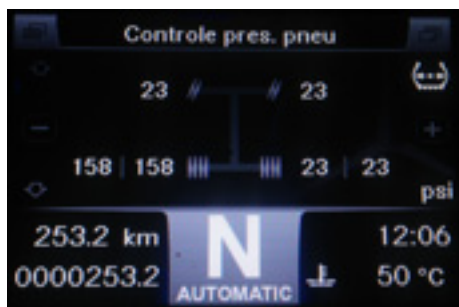 Controle pres. pneu
23 23
158 158 23 23
psi
253.2 km N 12:06
0000253.2 AUTOMATIC 50 °C